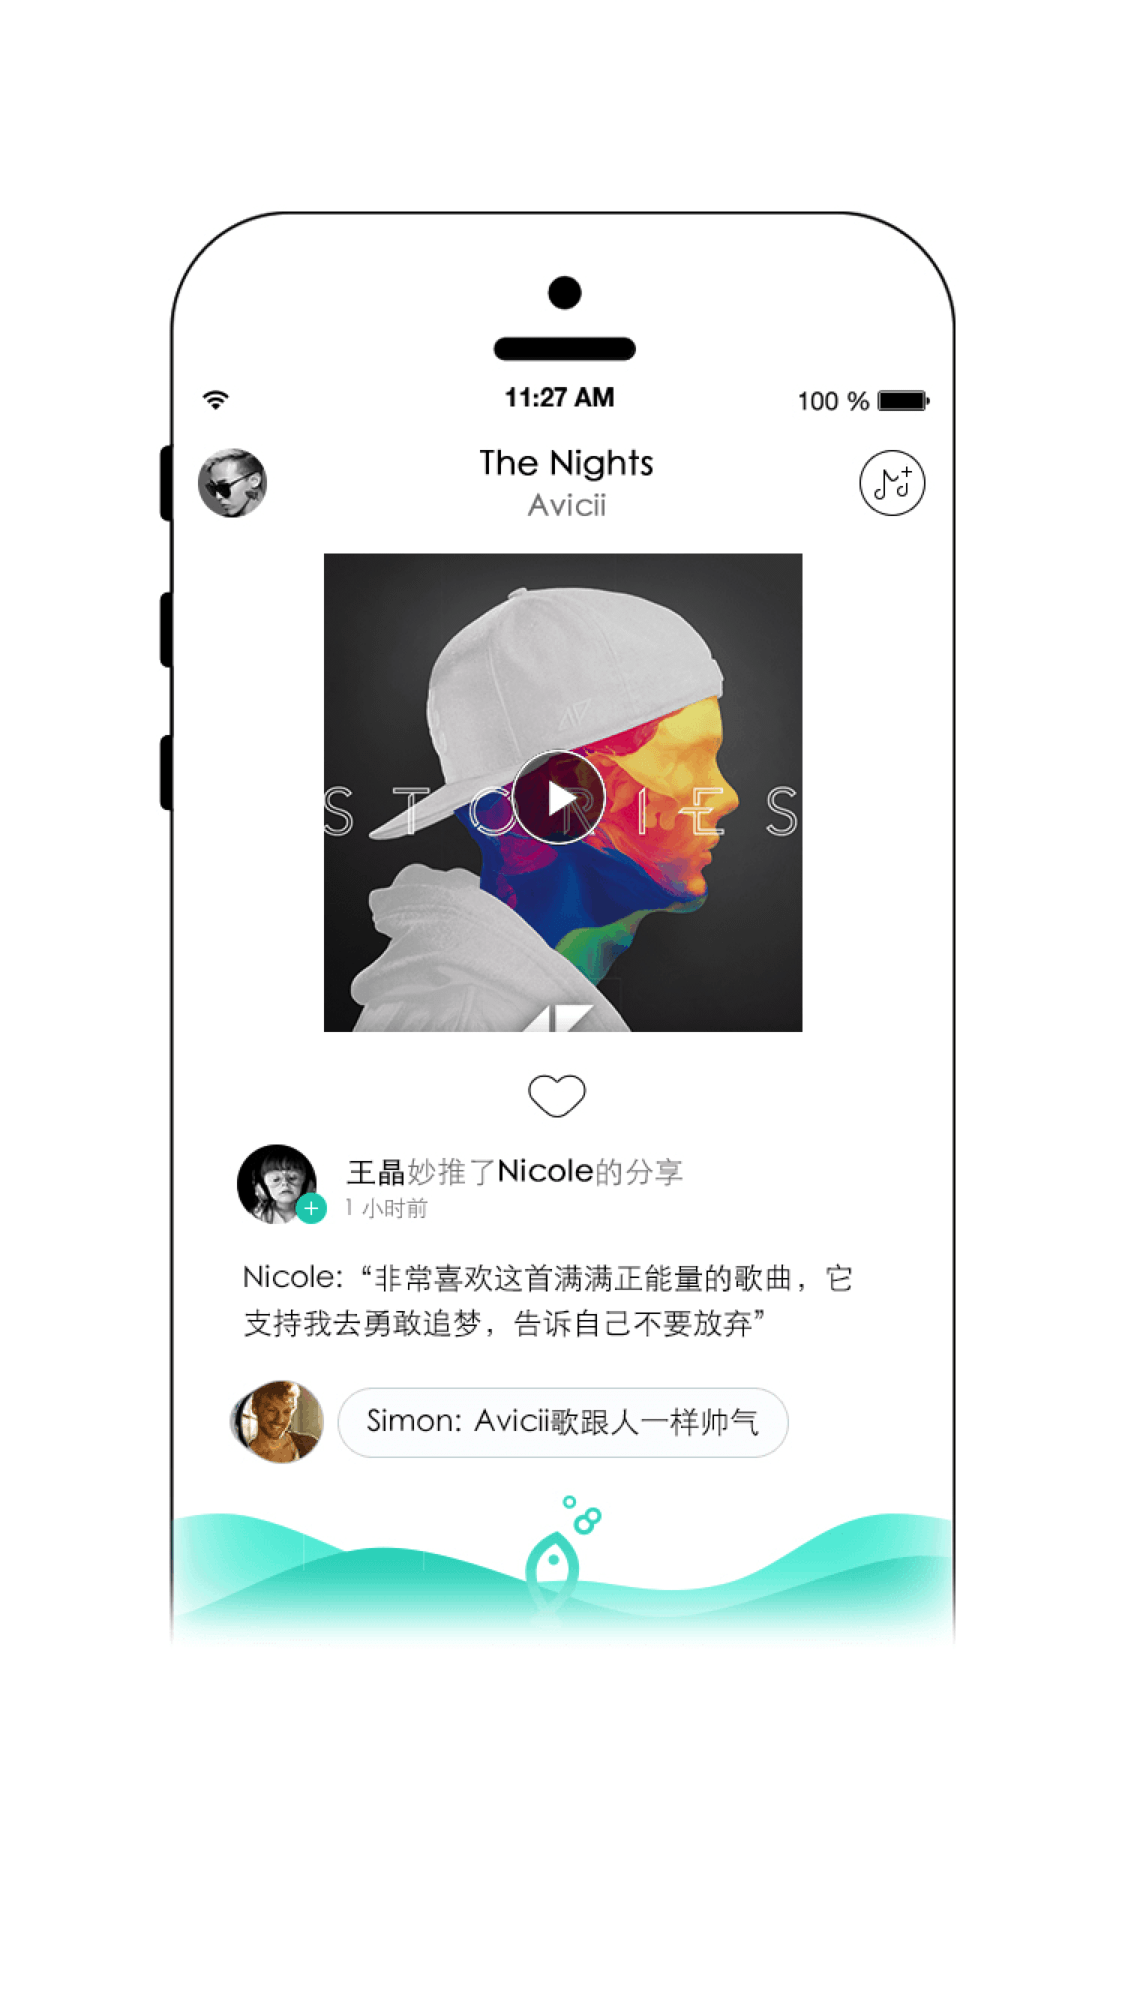 11:27 AM
100 %
The Nights
Avicii
STORIES
王晶妙推了Nicole的分享
1 小时前
Nicole: “非常喜欢这首满满正能量的歌曲，它
支持我去勇敢追梦，告诉自己不要放弃”
Simon: Avicii歌跟人一样帅气